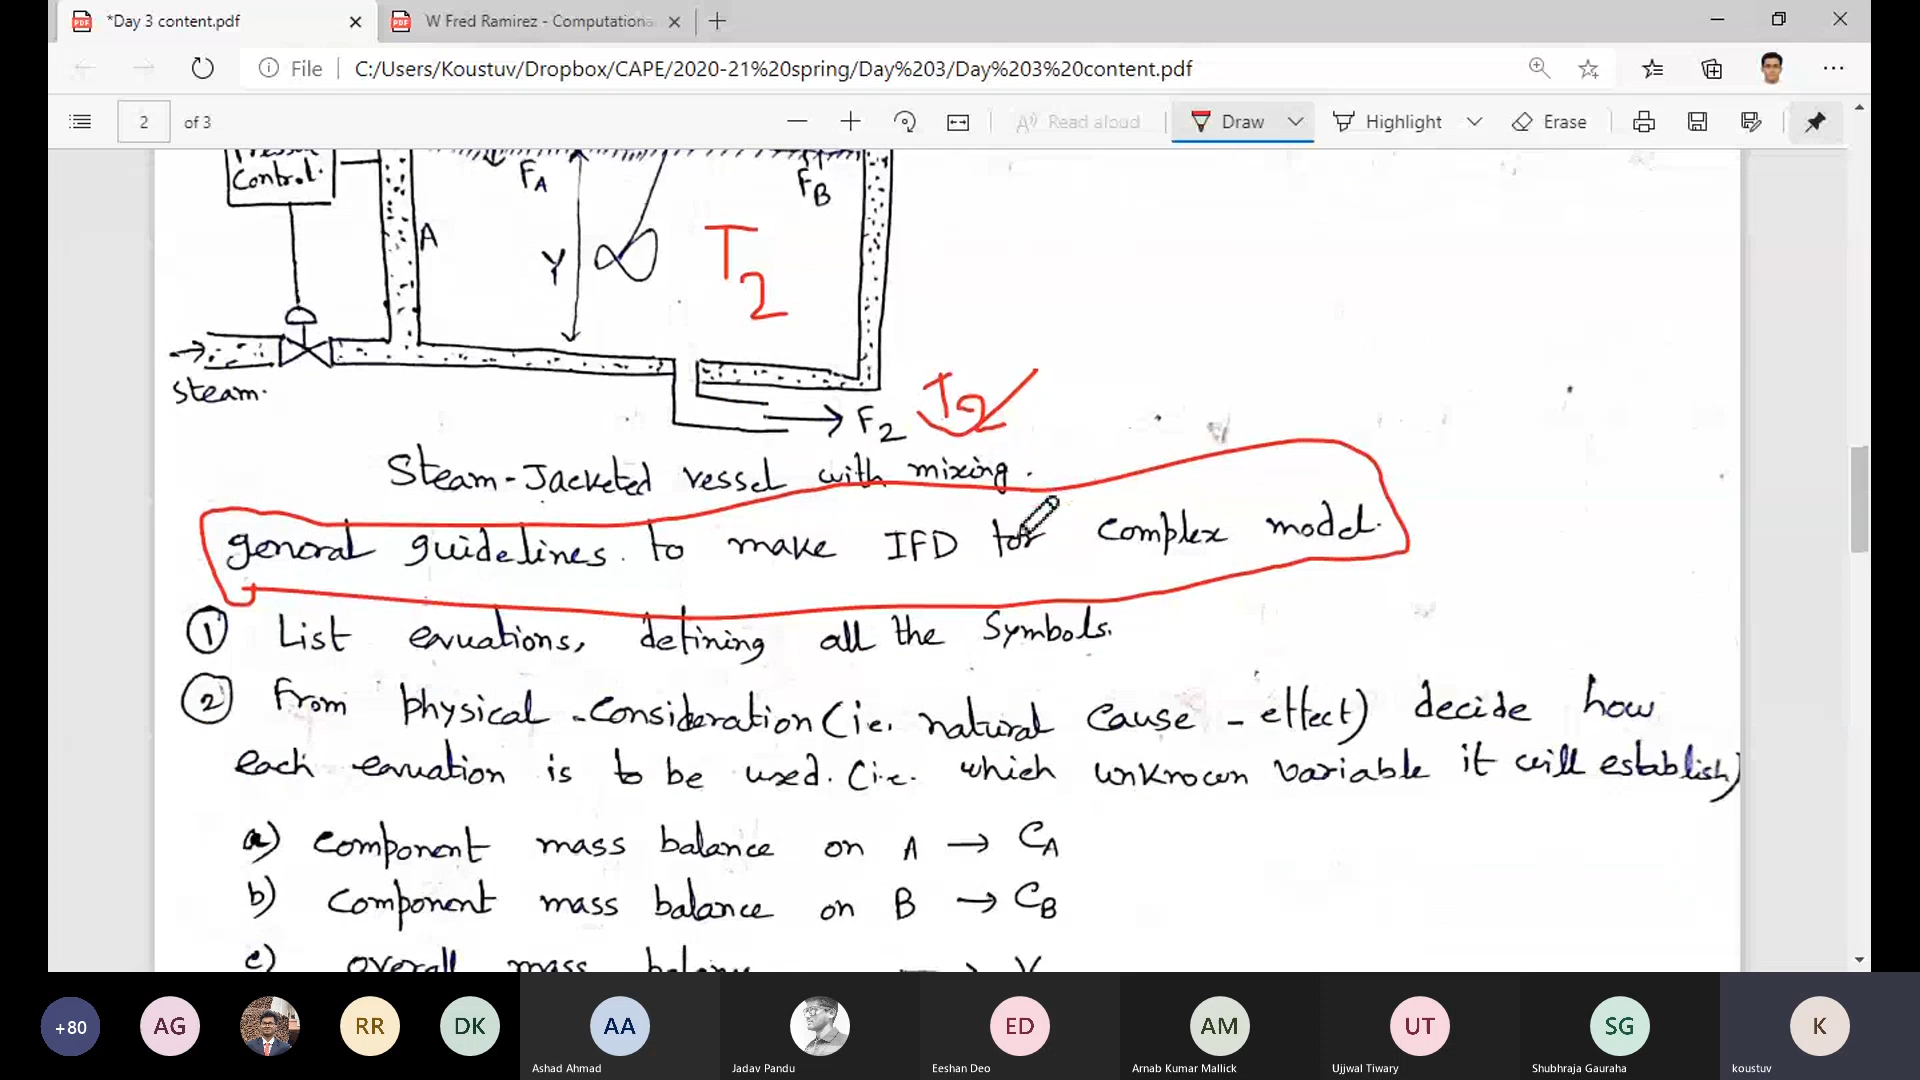 *Day 3 content.pdf
W Fred Ramirez - Computationa
File
C:/Users/Koustuv/Dropbox/CAPE/2020-21%20spring/Day%203/Day%203%20content.pdf
2
of 3
Read aloud
Draw
Highlight
Erase
Control.
FA
FB
A
Y
T2
Steam.
F2
T2
Steam-Jacketed vessel with mixing.
general guidelines. to make IFD for complex model.
1 List equations, defining all the symbols.
2 From physical -consideration (ie. natural cause - effect) decide how
each equation is to be used. (i.e. which unknown variable it will establish)
a) component mass balance on A → CA
b) component mass balance on B → CB
c) overall mass balance → Y
+80
AG
RR
DK
AA
ED
AM
UT
SG
K
Ashad Ahmad
Jadav Pandu
Eeshan Deo
Arnab Kumar Mallick
Ujjwal Tiwary
Shubhraja Gauraha
koustuv